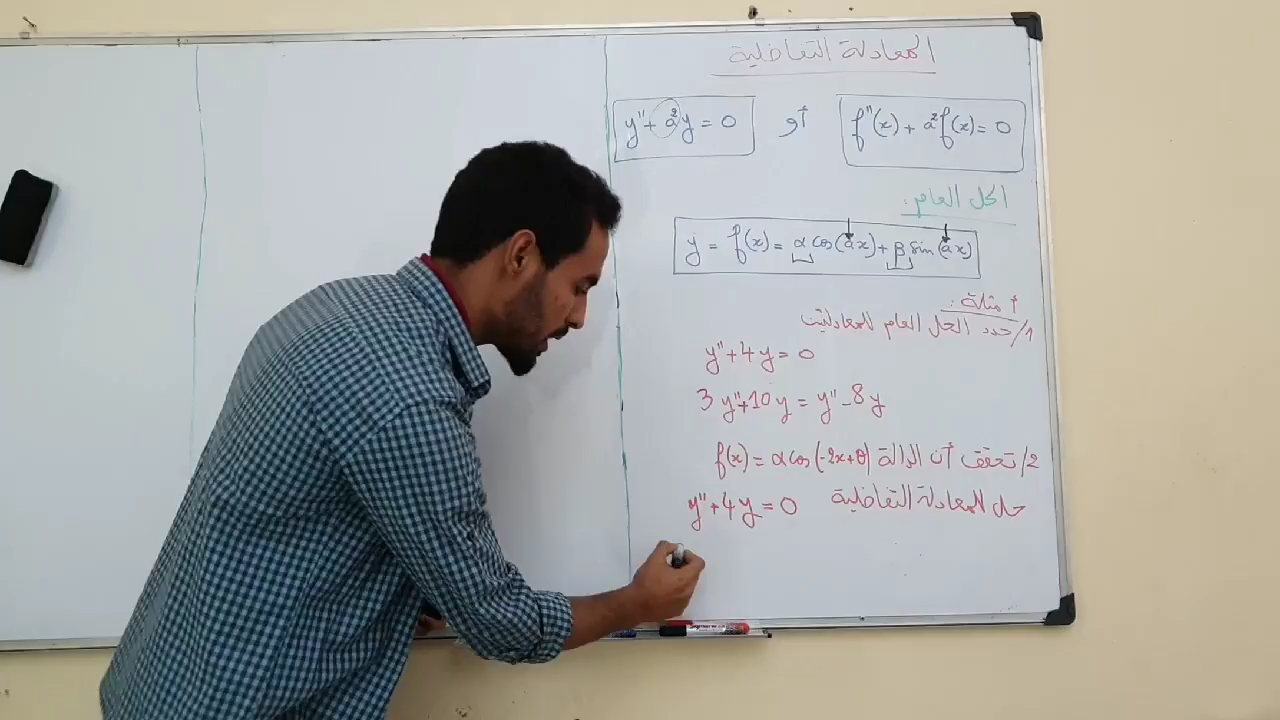 المعادلة التفاضلية
f"(x) + a²f(x) = 0 أو y" + a²y = 0
الحل العام :
y = f(x) = α cos(ax) + β sin(ax)
أمثلة :
1/ حدد الحل العام للمعادلتين
y" + 4y = 0
3y" + 10y = y" - 8y
2/ تحقق أن الدالة f(x) = α cos(-2x+θ)
حل للمعادلة التفاضلية y" + 4y = 0